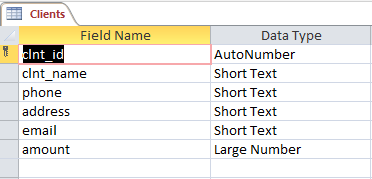 Clients
Field Name Data Type
clnt_id AutoNumber
clnt_name Short Text
phone Short Text
address Short Text
email Short Text
amount Large Number